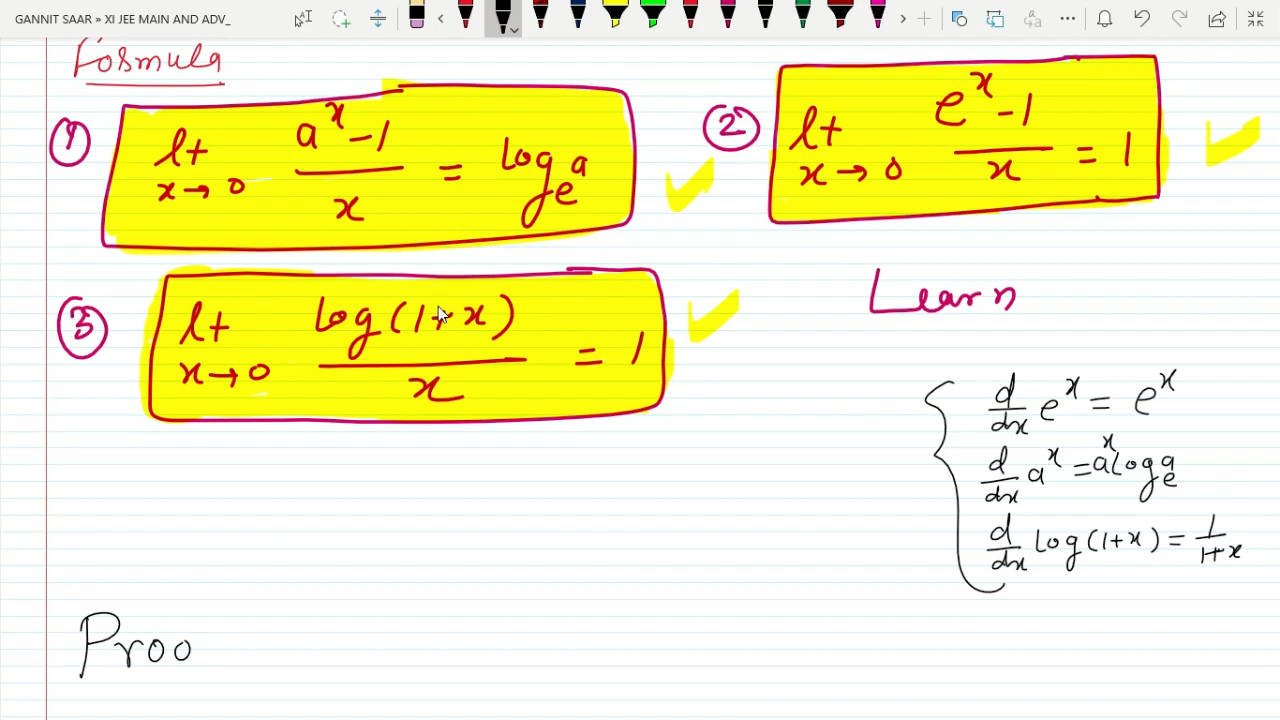 GANNIT SAAR » XI JEE MAIN AND ADV_
Formula
① lt x→0 (a^x - 1)/x = log_e a
② lt x→0 (e^x - 1)/x = 1
③ lt x→0 log(1+x)/x = 1
Learn
d/dx e^x = e^x
d/dx a^x = a^x log_e a
d/dx log(1+x) = 1/(1+x)
Proo